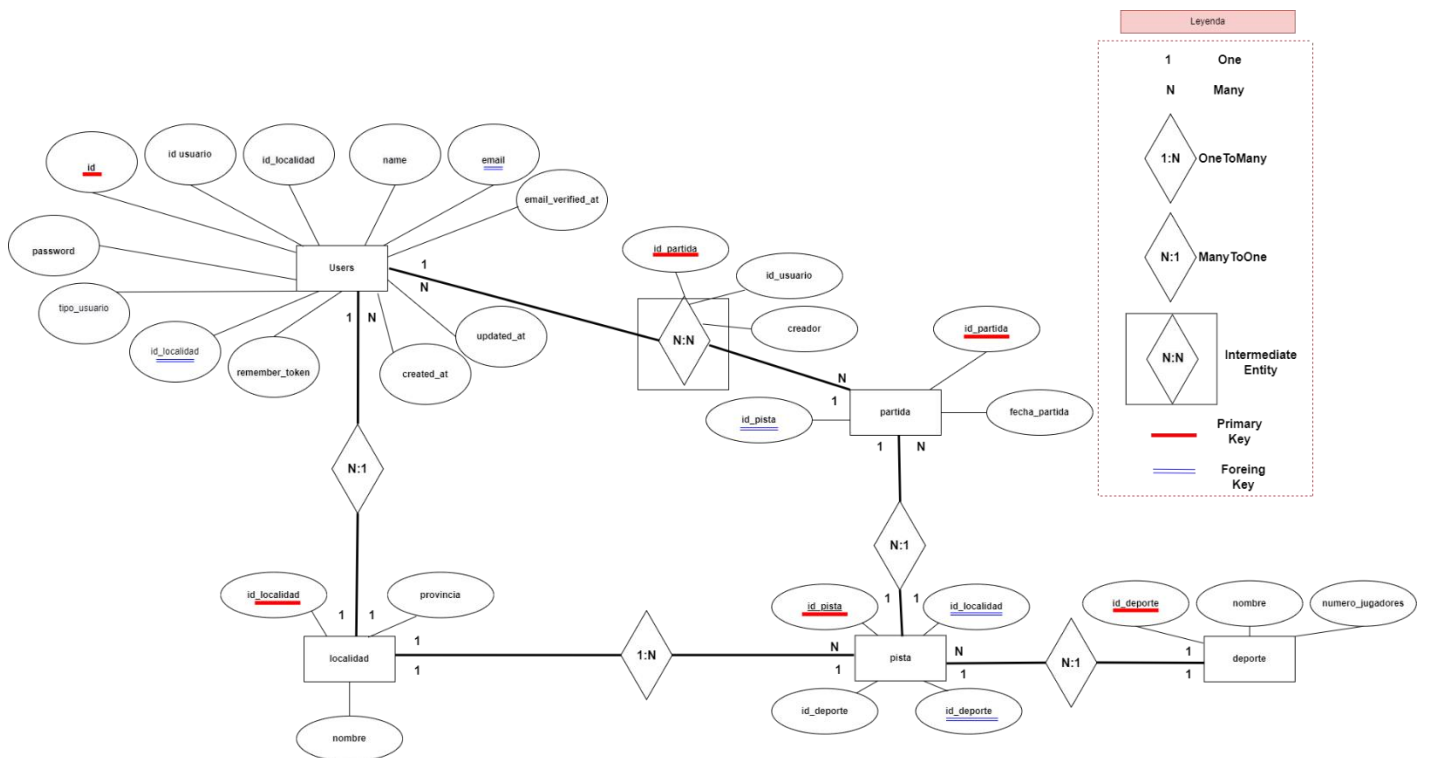 Leyenda
1 One
N Many
1:N OneToMany
N:1 ManyToOne
N:N Intermediate
Entity
Primary
Key
Foreing
Key
id
id usuario
id_localidad
name
email
email_verified_at
password
Users
tipo_usuario
id_localidad
remember_token
created_at
updated_at
1
N
1 N
N:N
id_partida
id_usuario
creador
N
1
id_partida
id_pista
partida
fecha_partida
1 N
N:1
N:1
1 1
id_localidad
provincia
1 1
localidad
nombre
1
1
1:N
N
1
id_pista
id_localidad
pista
id_deporte
id_deporte
N
1
N:1
1
1
id_deporte
nombre
numero_jugadores
deporte